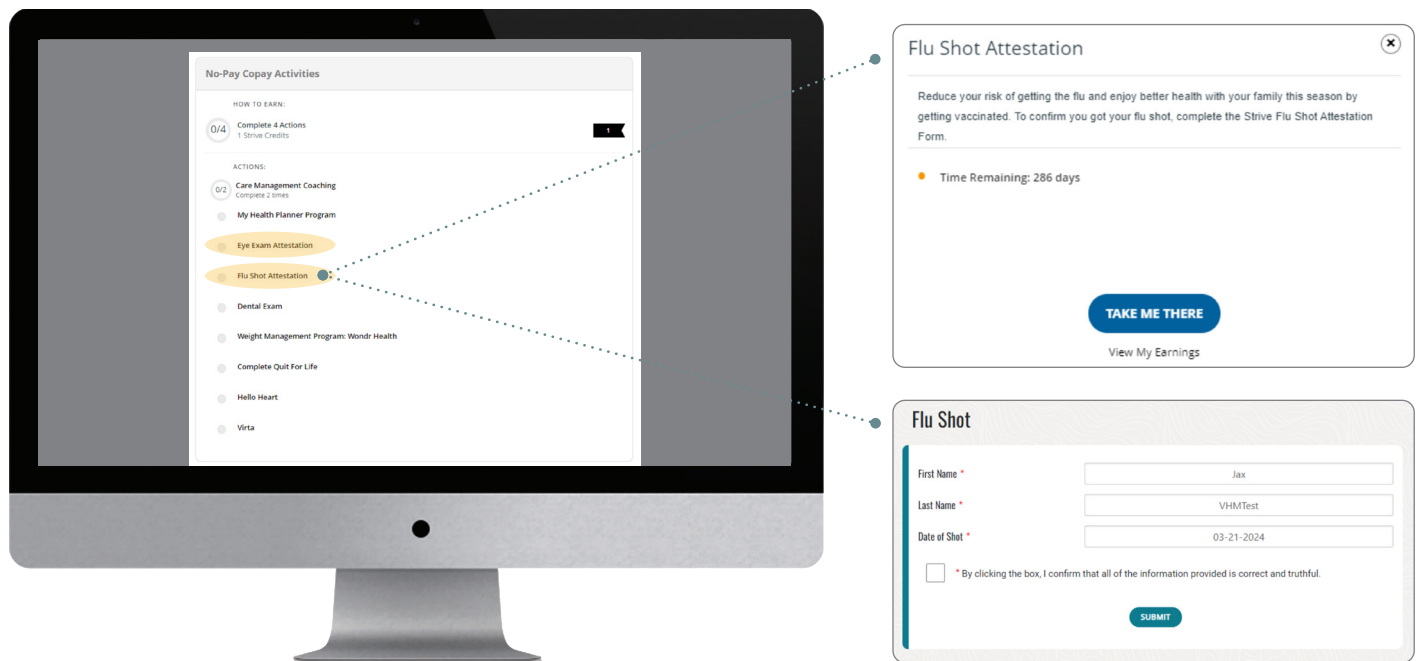 No-Pay Copay Activities
HOW TO EARN:
0/4
Complete 4 Actions
1 Strive Credits
1
ACTIONS:
0/2
Care Management Coaching
Complete 2 times
My Health Planner Program
Eye Exam Attestation
Flu Shot Attestation
Dental Exam
Weight Management Program: Wondr Health
Complete Quit For Life
Hello Heart
Virta
Flu Shot Attestation
Reduce your risk of getting the flu and enjoy better health with your family this season by
getting vaccinated. To confirm you got your flu shot, complete the Strive Flu Shot Attestation
Form.
Time Remaining: 286 days
TAKE ME THERE
View My Earnings
Flu Shot
First Name * Jax
Last Name * VHMTest
Date of Shot * 03-21-2024
* By clicking the box, I confirm that all of the information provided is correct and truthful.
SUBMIT